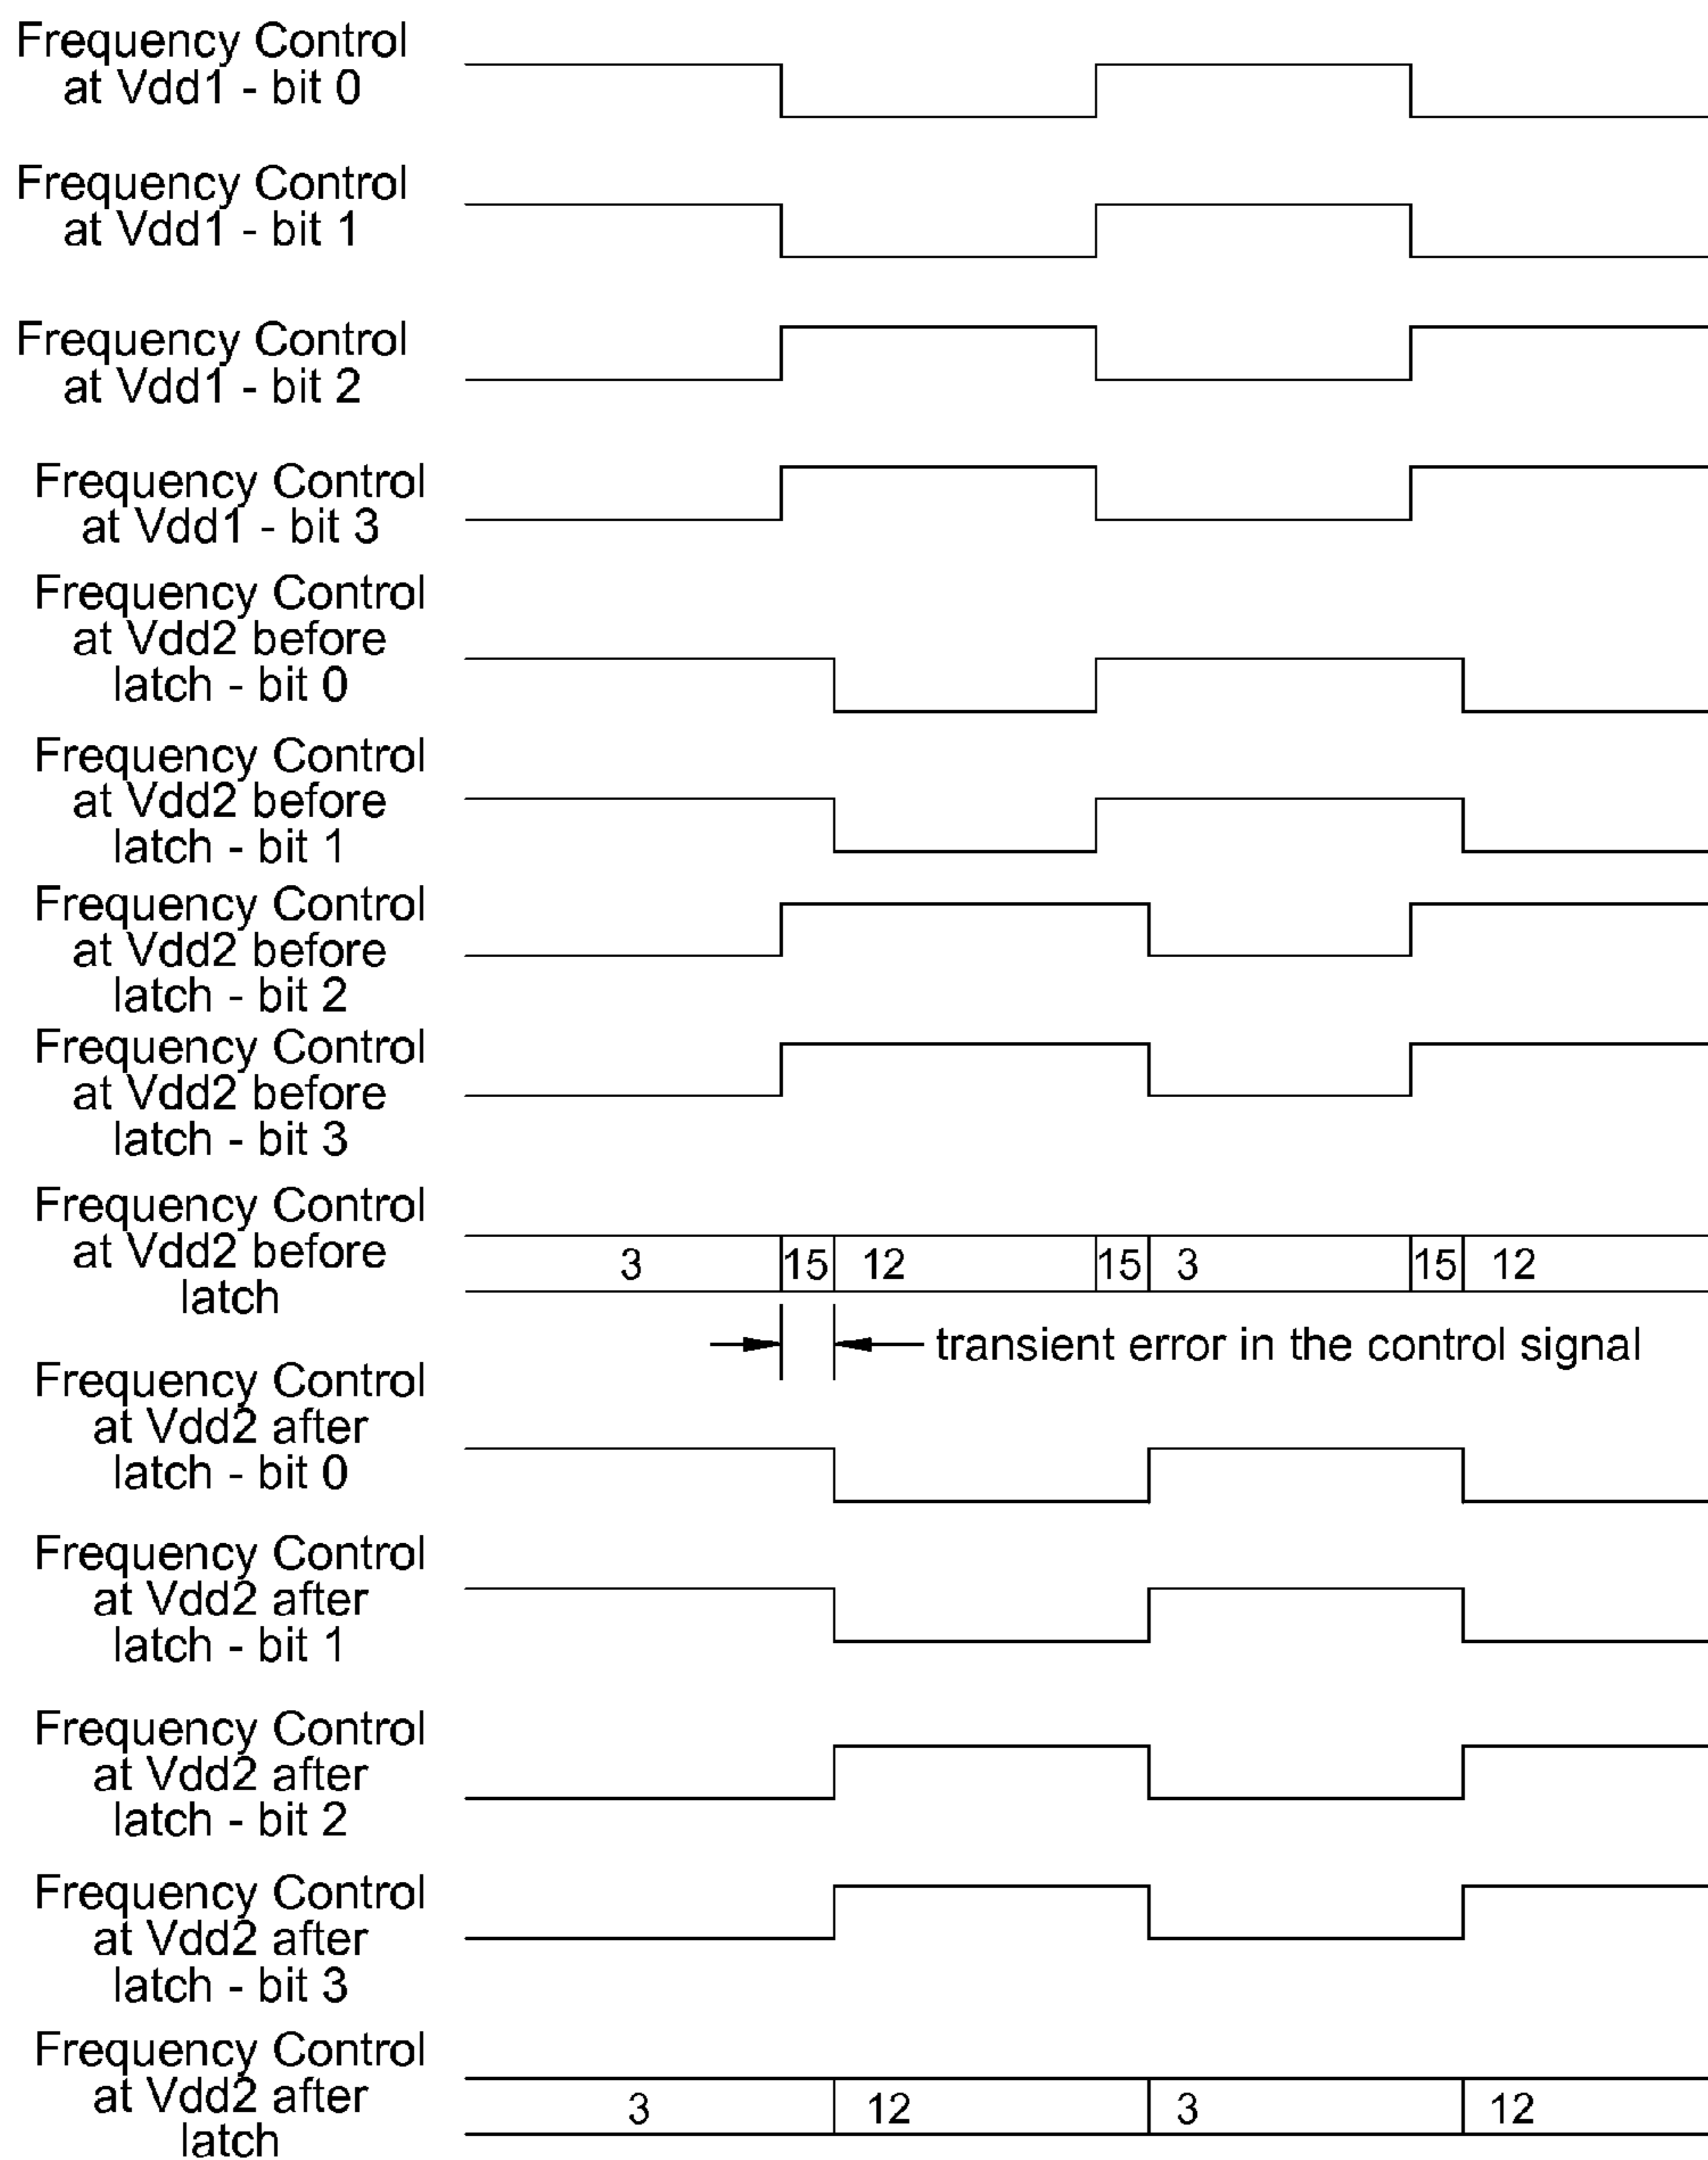 Frequency Control
at Vdd1 - bit 0
Frequency Control
at Vdd1 - bit 1
Frequency Control
at Vdd1 - bit 2
Frequency Control
at Vdd1 - bit 3
Frequency Control
at Vdd2 before
latch - bit 0
Frequency Control
at Vdd2 before
latch - bit 1
Frequency Control
at Vdd2 before
latch - bit 2
Frequency Control
at Vdd2 before
latch - bit 3
Frequency Control
at Vdd2 before
latch
3 15 12 15 3 15 12
transient error in the control signal
Frequency Control
at Vdd2 after
latch - bit 0
Frequency Control
at Vdd2 after
latch - bit 1
Frequency Control
at Vdd2 after
latch - bit 2
Frequency Control
at Vdd2 after
latch - bit 3
Frequency Control
at Vdd2 after
latch
3 12 3 12